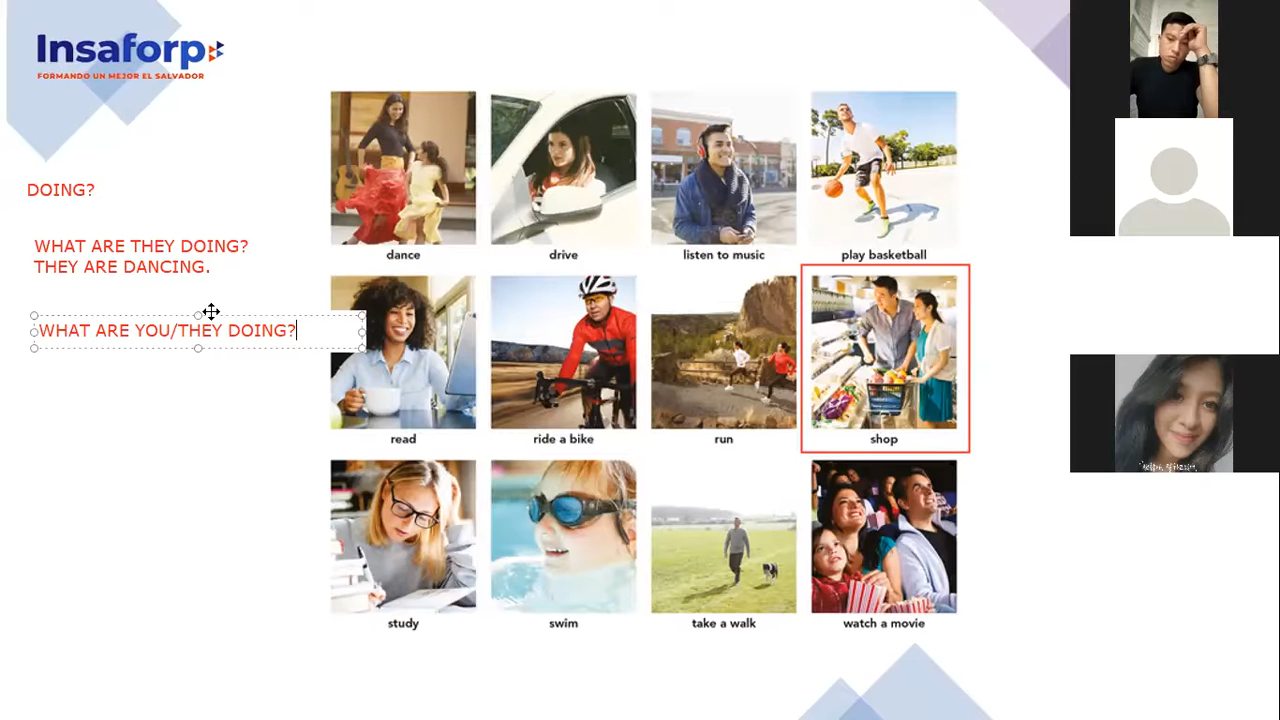 Insaforp
FORMANDO UN MEJOR EL SALVADOR
DOING?
WHAT ARE THEY DOING?
THEY ARE DANCING.
WHAT ARE YOU/THEY DOING?
dance
drive
listen to music
play basketball
read
ride a bike
run
shop
study
swim
take a walk
watch a movie